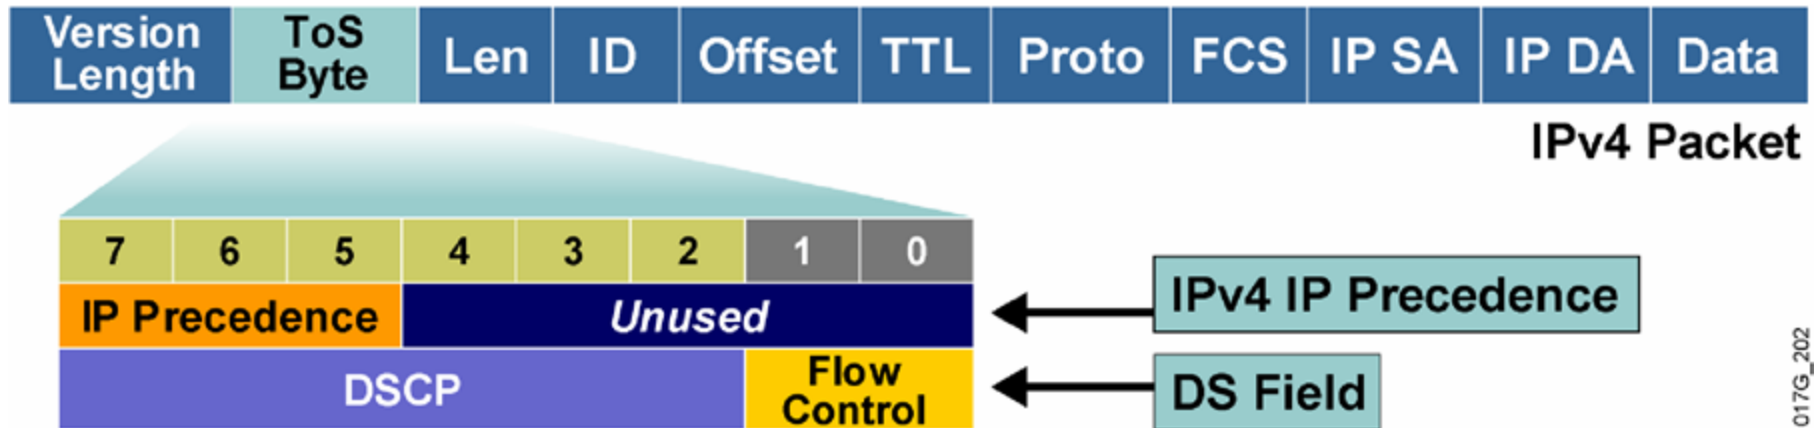 Version Length ToS Byte Len ID Offset TTL Proto FCS IP SA IP DA Data
IPv4 Packet
7 6 5 4 3 2 1 0
IP Precedence Unused
IPv4 IP Precedence
DSCP Flow Control
DS Field
017G_202